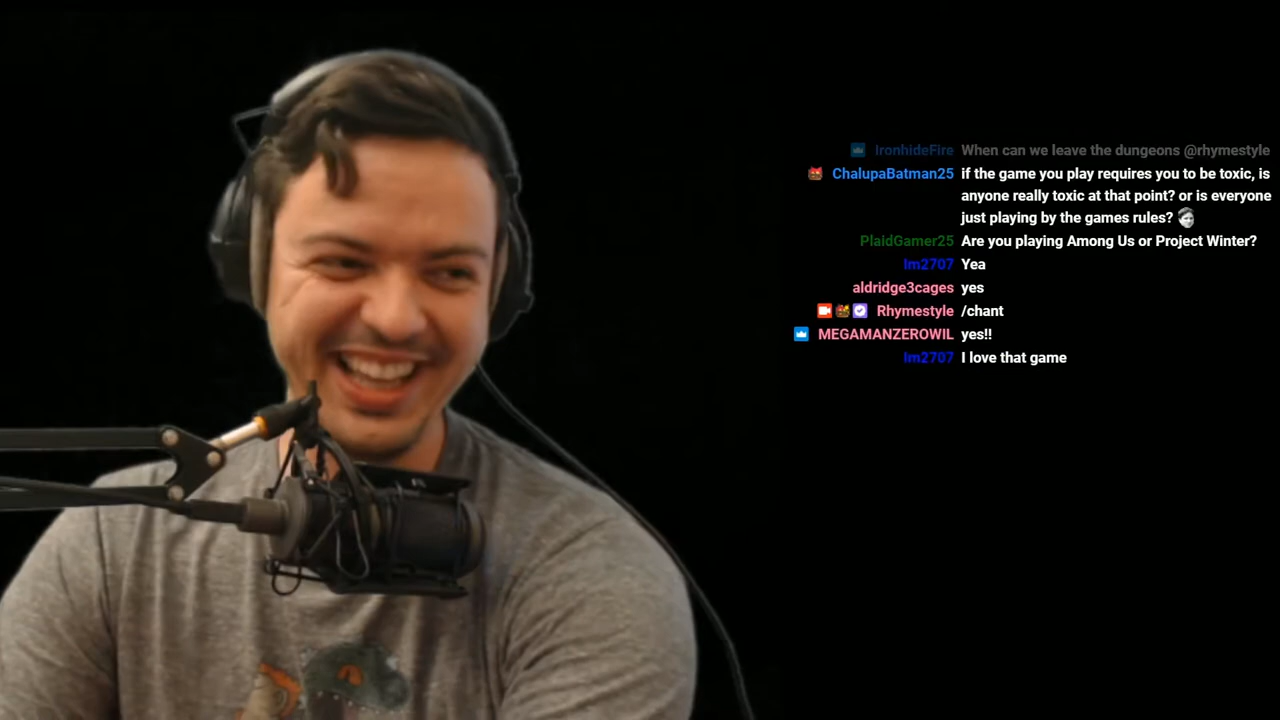 IronhideFire When can we leave the dungeons @rhymestyle
ChalupaBatman25 if the game you play requires you to be toxic, is
anyone really toxic at that point? or is everyone
just playing by the games rules?
PlaidGamer25 Are you playing Among Us or Project Winter?
lm2707 Yea
aldridge3cages yes
Rhymestyle /chant
MEGAMANZEROWIL yes!!
lm2707 I love that game